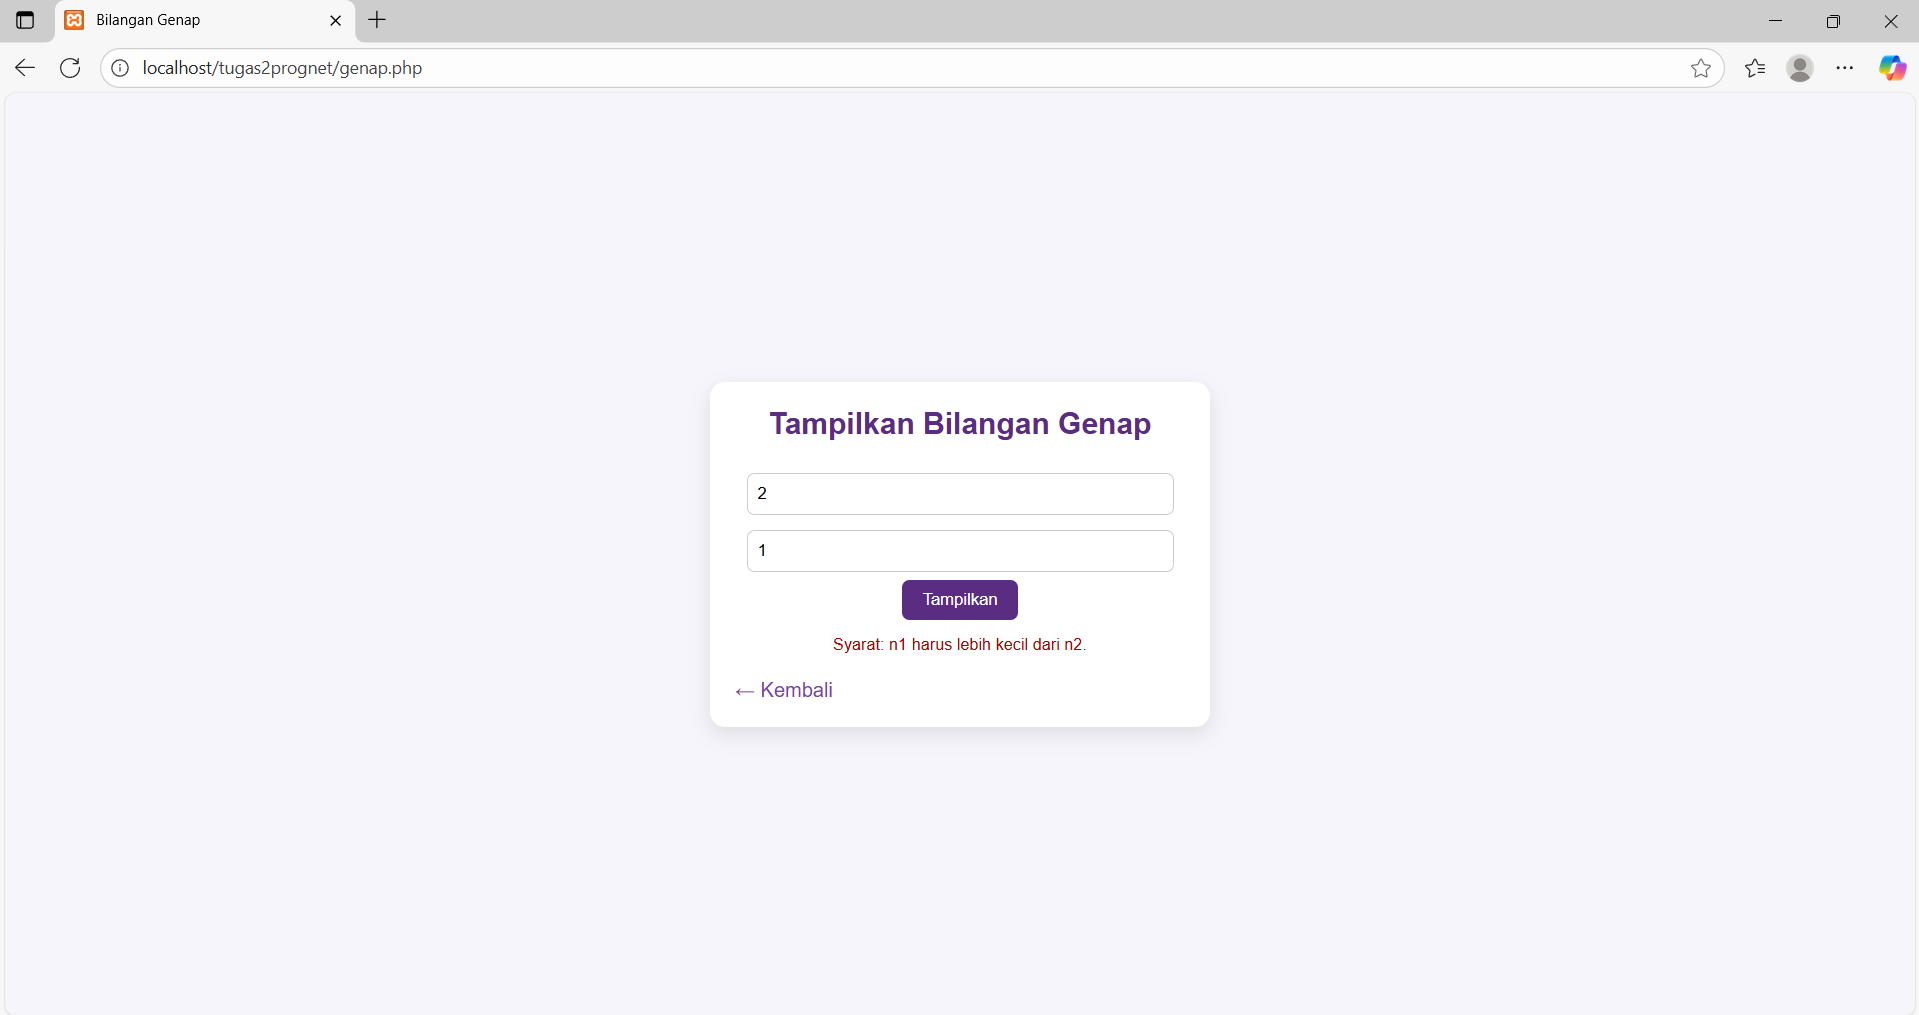 Bilangan Genap
localhost/tugas2prognet/genap.php
Tampilkan Bilangan Genap
2
1
Tampilkan
Syarat: n1 harus lebih kecil dari n2.
← Kembali